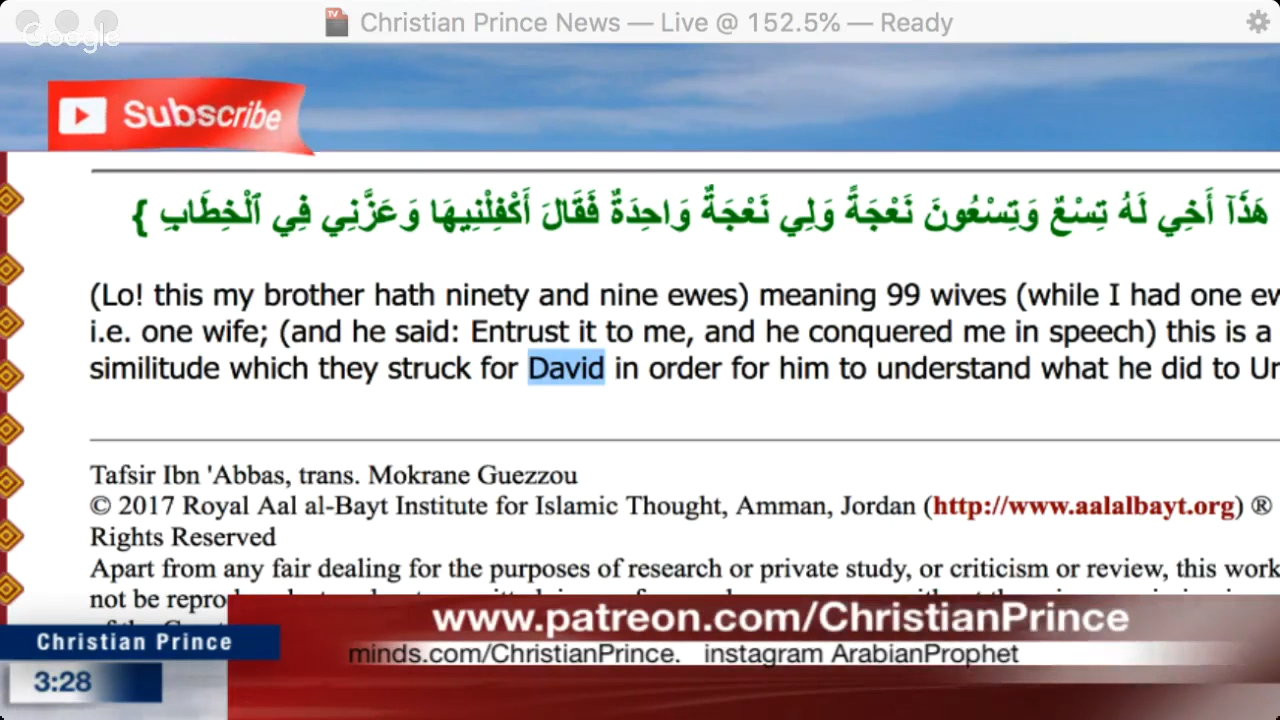 Christian Prince News — Live @ 152.5% — Ready
Google
Subscribe
هَذَآ أَخِي لَهُ تِسْعٌ وَتِسْعُونَ نَعْجَةً وَلِي نَعْجَةٌ وَاحِدَةٌ فَقَالَ أَكْفِلْنِيهَا وَعَزَّنِي فِي ٱلْخِطَابِ }
(Lo! this my brother hath ninety and nine ewes) meaning 99 wives (while I had one
i.e. one wife; (and he said: Entrust it to me, and he conquered me in speech) this is a
similitude which they struck for David in order for him to understand what he did to
Tafsir Ibn 'Abbas, trans. Mokrane Guezzou
© 2017 Royal Aal al-Bayt Institute for Islamic Thought, Amman, Jordan (http://www.aalalbayt.org) ®
Rights Reserved
Apart from any fair dealing for the purposes of research or private study, or criticism or review, this work
not be
www.patreon.com/ChristianPrince
Christian Prince
minds.com/ChristianPrince. instagram ArabianProphet
3:28